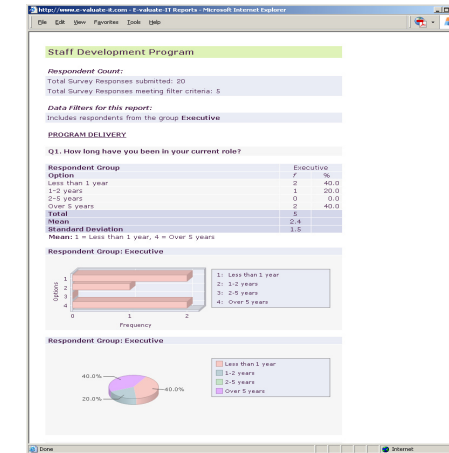 http://www.e-valuate-it.com - E-valuate-IT Reports - Microsoft Internet Explorer
File Edit View Favorites Tools Help
Staff Development Program
Respondent Count:
Total Survey Responses submitted: 20
Total Survey Responses meeting filter criteria: 5
Data Filters for this report:
Includes respondents from the group Executive
PROGRAM DELIVERY
Q1. How long have you been in your current role?
Respondent Group Executive
Option f %
Less than 1 year 2 40.0
1-2 years 1 20.0
2-5 years 0 0.0
Over 5 years 2 40.0
Total 5
Mean 2.4
Standard Deviation 1.5
Mean: 1 = Less than 1 year, 4 = Over 5 years
Respondent Group: Executive
Options
1
2
3
4
0 1 2
Frequency
1: Less than 1 year
2: 1-2 years
3: 2-5 years
4: Over 5 years
Respondent Group: Executive
40.0%
40.0%
20.0%
Less than 1 year
1-2 years
2-5 years
Over 5 years
Done Internet